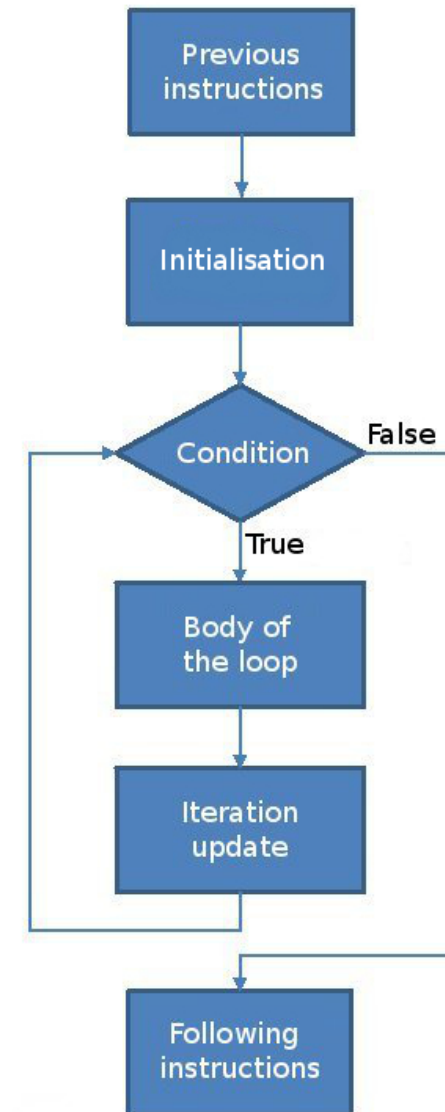 Previous
instructions
Initialisation
Condition
False
True
Body of
the loop
Iteration
update
Following
instructions